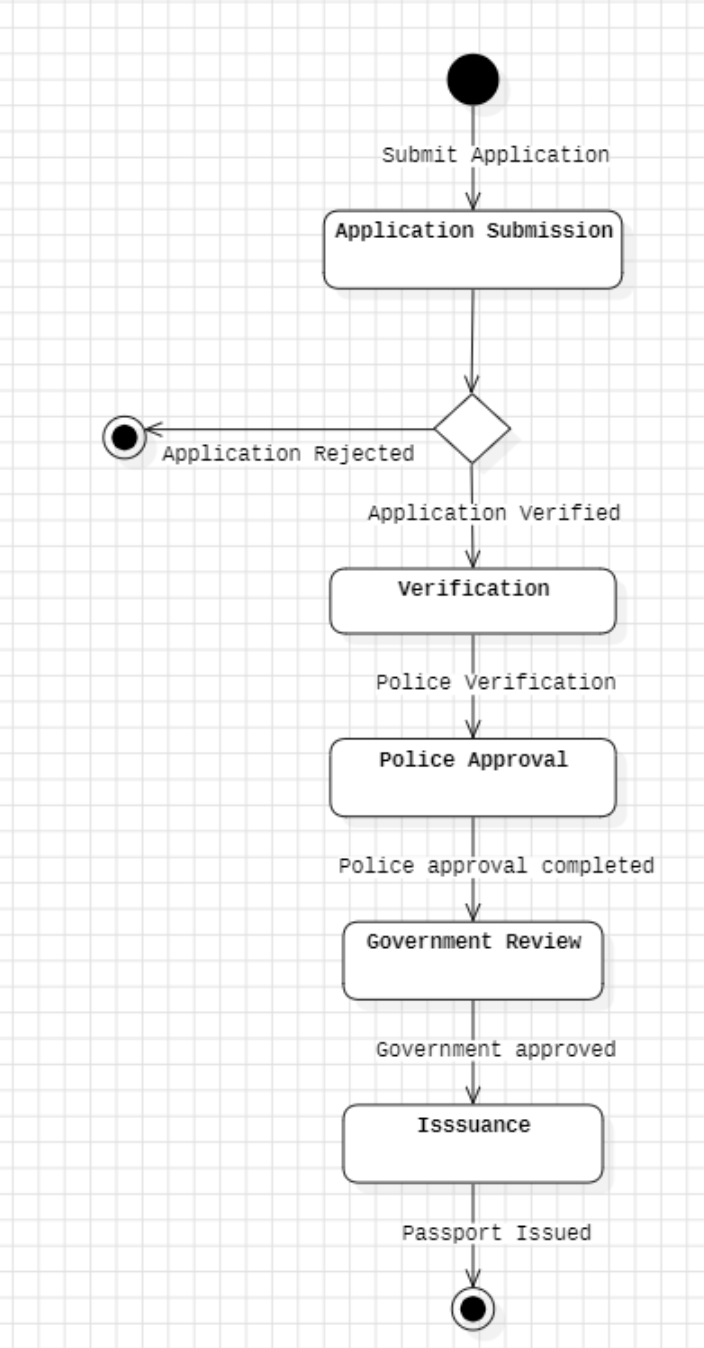 Submit Application
Application Submission
Application Rejected
Application Verified
Verification
Police Verification
Police Approval
Police approval completed
Government Review
Government approved
Isssuance
Passport Issued